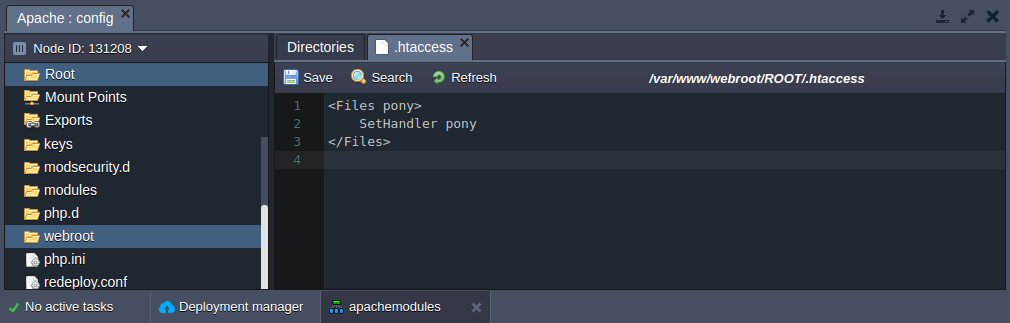 Apache : config
Node ID: 131208
Root
Mount Points
Exports
keys
modsecurity.d
modules
php.d
webroot
php.ini
redeploy.conf
Directories
.htaccess
Save Search Refresh /var/www/webroot/ROOT/.htaccess
1 <Files pony>
2     SetHandler pony
3 </Files>
4
No active tasks Deployment manager apachemodules